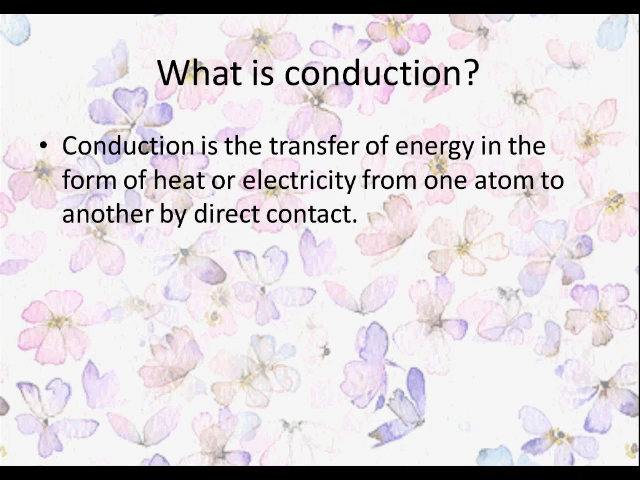 What is conduction?
• Conduction is the transfer of energy in the
form of heat or electricity from one atom to
another by direct contact.